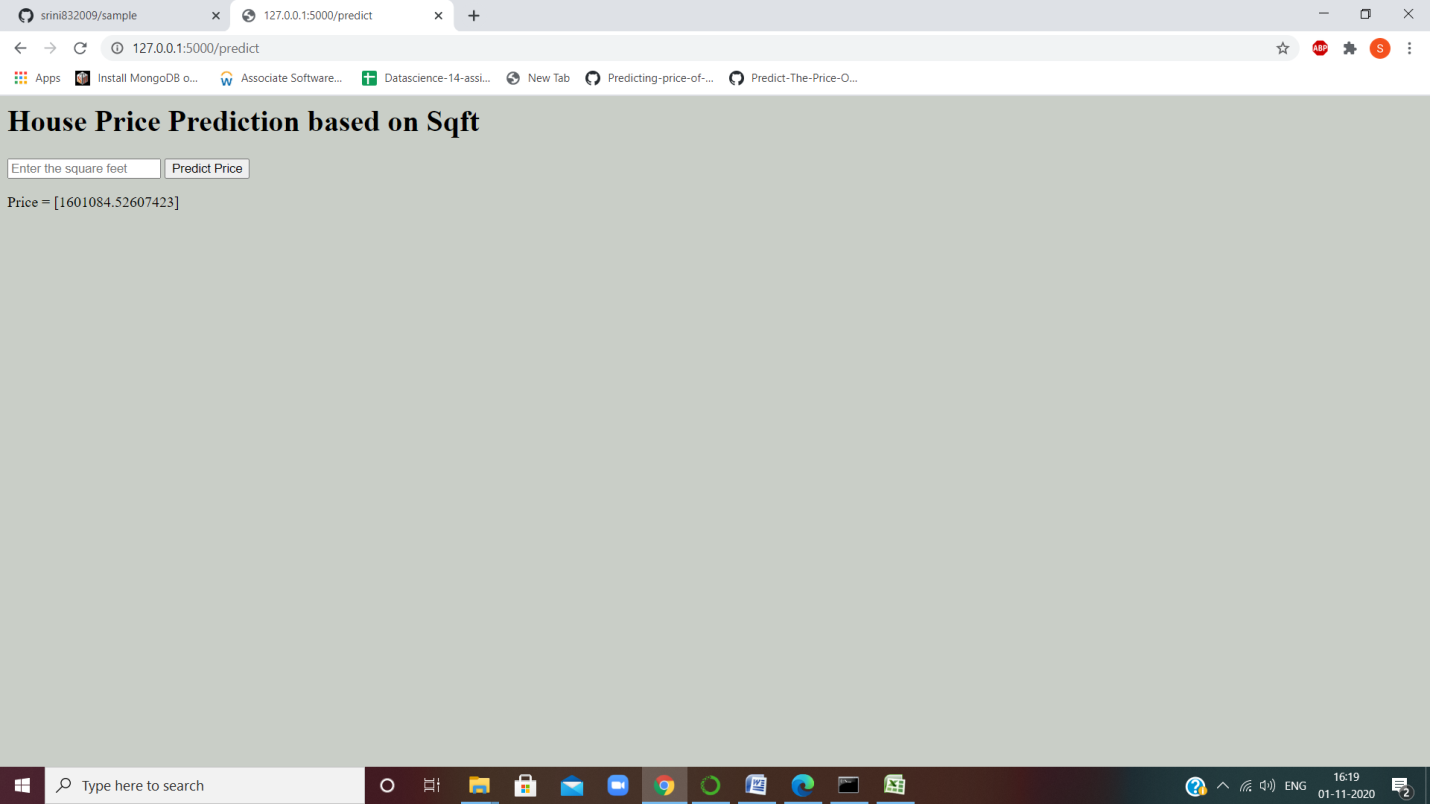 srini832009/sample
127.0.0.1:5000/predict
127.0.0.1:5000/predict
ABP
S
Apps
Install MongoDB o...
Associate Software...
Datascience-14-assi...
New Tab
Predicting-price-of-...
Predict-The-Price-O...
House Price Prediction based on Sqft
Enter the square feet Predict Price
Price = [1601084.52607423]
Type here to search
ENG
16:19
01-11-2020
2